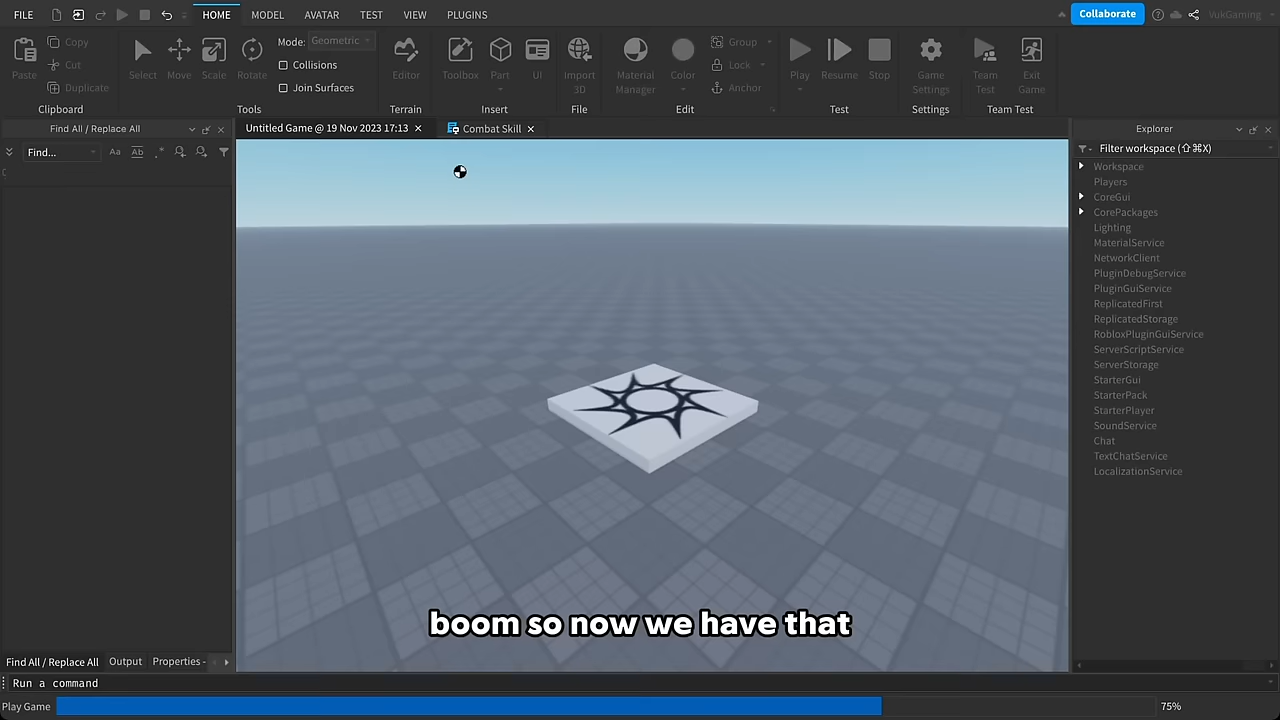 FILE
HOME
MODEL
AVATAR
TEST
VIEW
PLUGINS
Collaborate
VukGaming
Paste
Copy
Cut
Duplicate
Clipboard
Select
Move
Scale
Rotate
Mode: Geometric
Collisions
Join Surfaces
Tools
Editor
Terrain
Toolbox
Part
UI
Insert
Import
3D
File
Material
Manager
Color
Group
Lock
Anchor
Edit
Play
Resume
Stop
Test
Game
Settings
Settings
Team
Test
Exit
Game
Team Test
Find All / Replace All
Find...
Aa
Ab
.*
Untitled Game @ 19 Nov 2023 17:13
Combat Skill
Explorer
Filter workspace (⇧⌘X)
Workspace
Players
CoreGui
CorePackages
Lighting
MaterialService
NetworkClient
PluginDebugService
PluginGuiService
ReplicatedFirst
ReplicatedStorage
RobloxPluginGuiService
ServerScriptService
ServerStorage
StarterGui
StarterPack
StarterPlayer
SoundService
Chat
TextChatService
LocalizationService
boom so now we have that
Find All / Replace All
Output
Properties -
Run a command
Play Game
75%